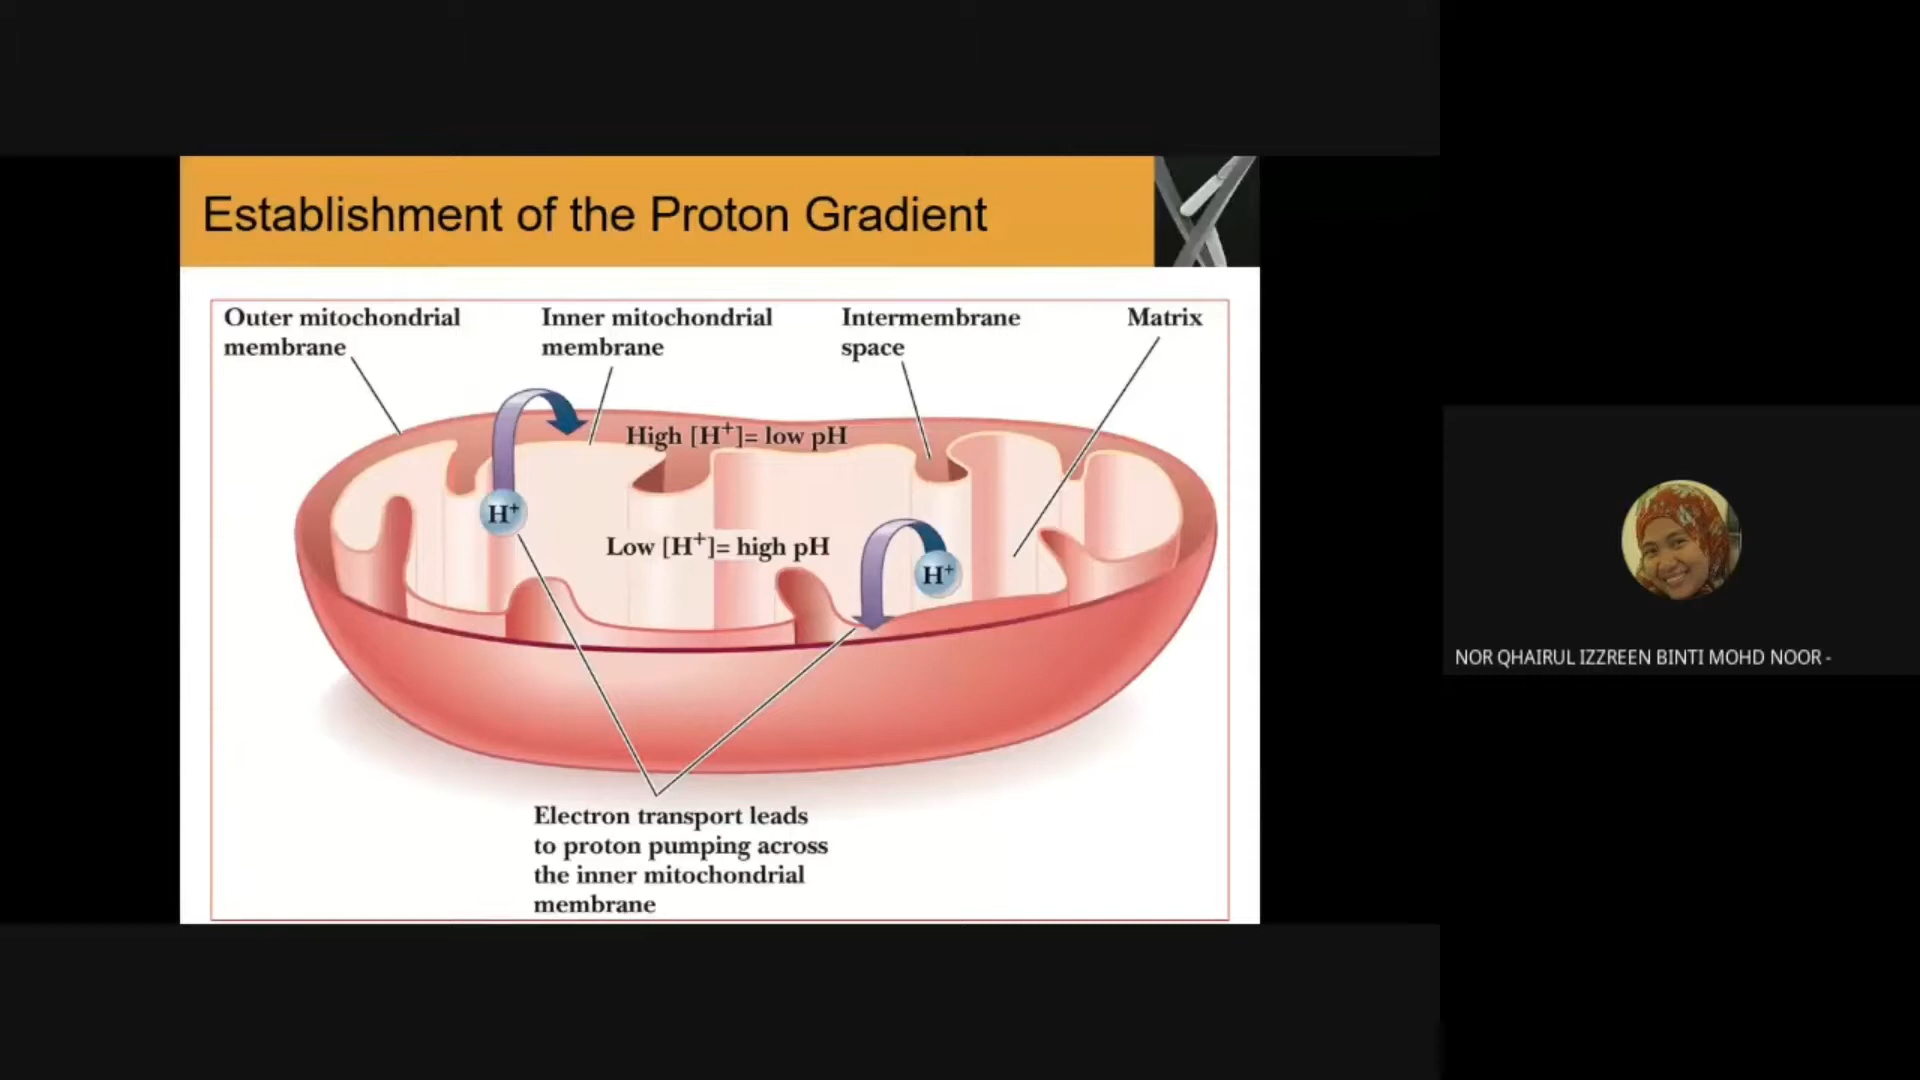 Establishment of the Proton Gradient
Outer mitochondrial
membrane
Inner mitochondrial
membrane
Intermembrane
space
Matrix
High [H+]= low pH
H+
Low [H+]= high pH
H+
Electron transport leads
to proton pumping across
the inner mitochondrial
membrane
NOR QHAIRUL IZZREEN BINTI MOHD NOOR -